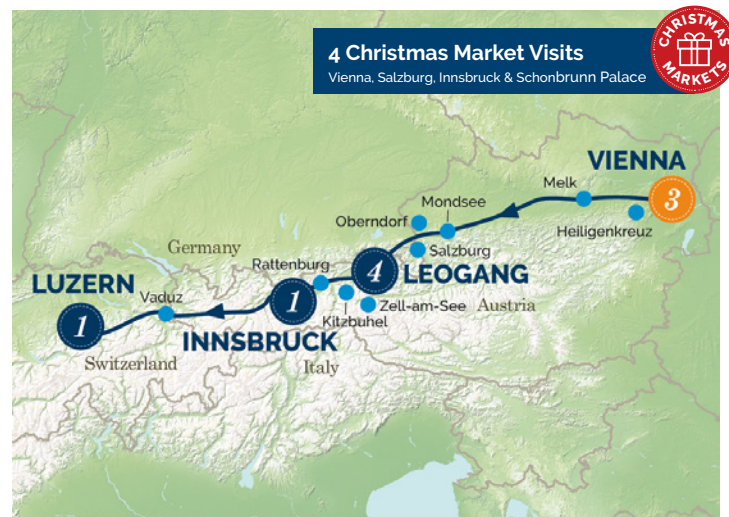 4 Christmas Market Visits
Vienna, Salzburg, Innsbruck & Schonbrunn Palace
CHRISTMAS
MARKETS
VIENNA
3
Melk
Heiligenkreuz
Mondsee
Oberndorf
Salzburg
Germany
Rattenburg
4
LEOGANG
LUZERN
Vaduz
1
1
Zell-am-See
Austria
Kitzbuhel
INNSBRUCK
Switzerland
Italy